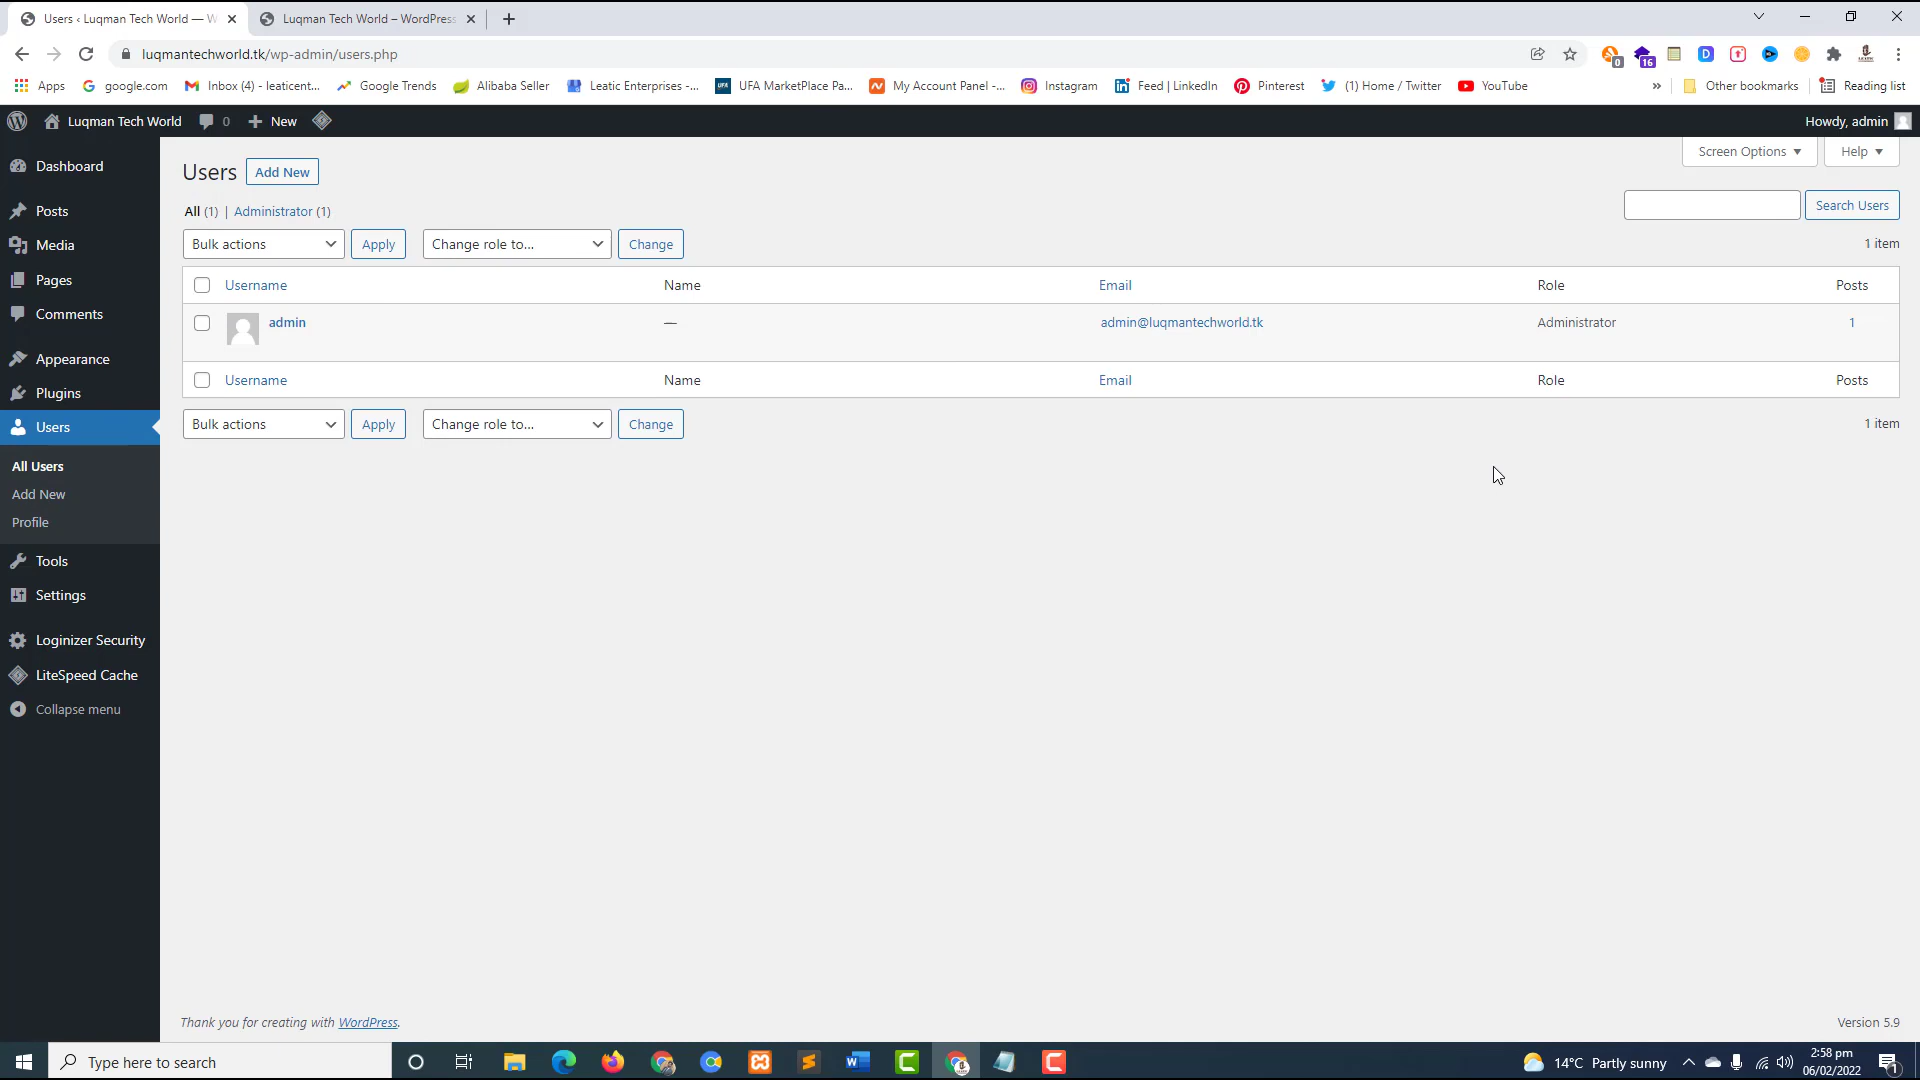 Users ‹ Luqman Tech World — W
Luqman Tech World – WordPress
luqmantechworld.tk/wp-admin/users.php
0
16
D
Apps
google.com
Inbox (4) - leaticent...
Google Trends
Alibaba Seller
Leatic Enterprises -...
UFA MarketPlace Pa...
My Account Panel -...
Instagram
Feed | LinkedIn
Pinterest
(1) Home / Twitter
YouTube
»
Other bookmarks
Reading list
Luqman Tech World
0
New
Howdy, admin
Dashboard
Posts
Media
Pages
Comments
Appearance
Plugins
Users
All Users
Add New
Profile
Tools
Settings
Loginizer Security
LiteSpeed Cache
Collapse menu
Screen Options
Help
Users
Add New
All (1) | Administrator (1)
Search Users
Bulk actions
Apply
Change role to...
Change
1 item
Username
Name
Email
Role
Posts
admin
—
admin@luqmantechworld.tk
Administrator
1
Username
Name
Email
Role
Posts
Bulk actions
Apply
Change role to...
Change
1 item
Thank you for creating with WordPress.
Version 5.9
Type here to search
14°C Partly sunny
2:58 pm
06/02/2022
1